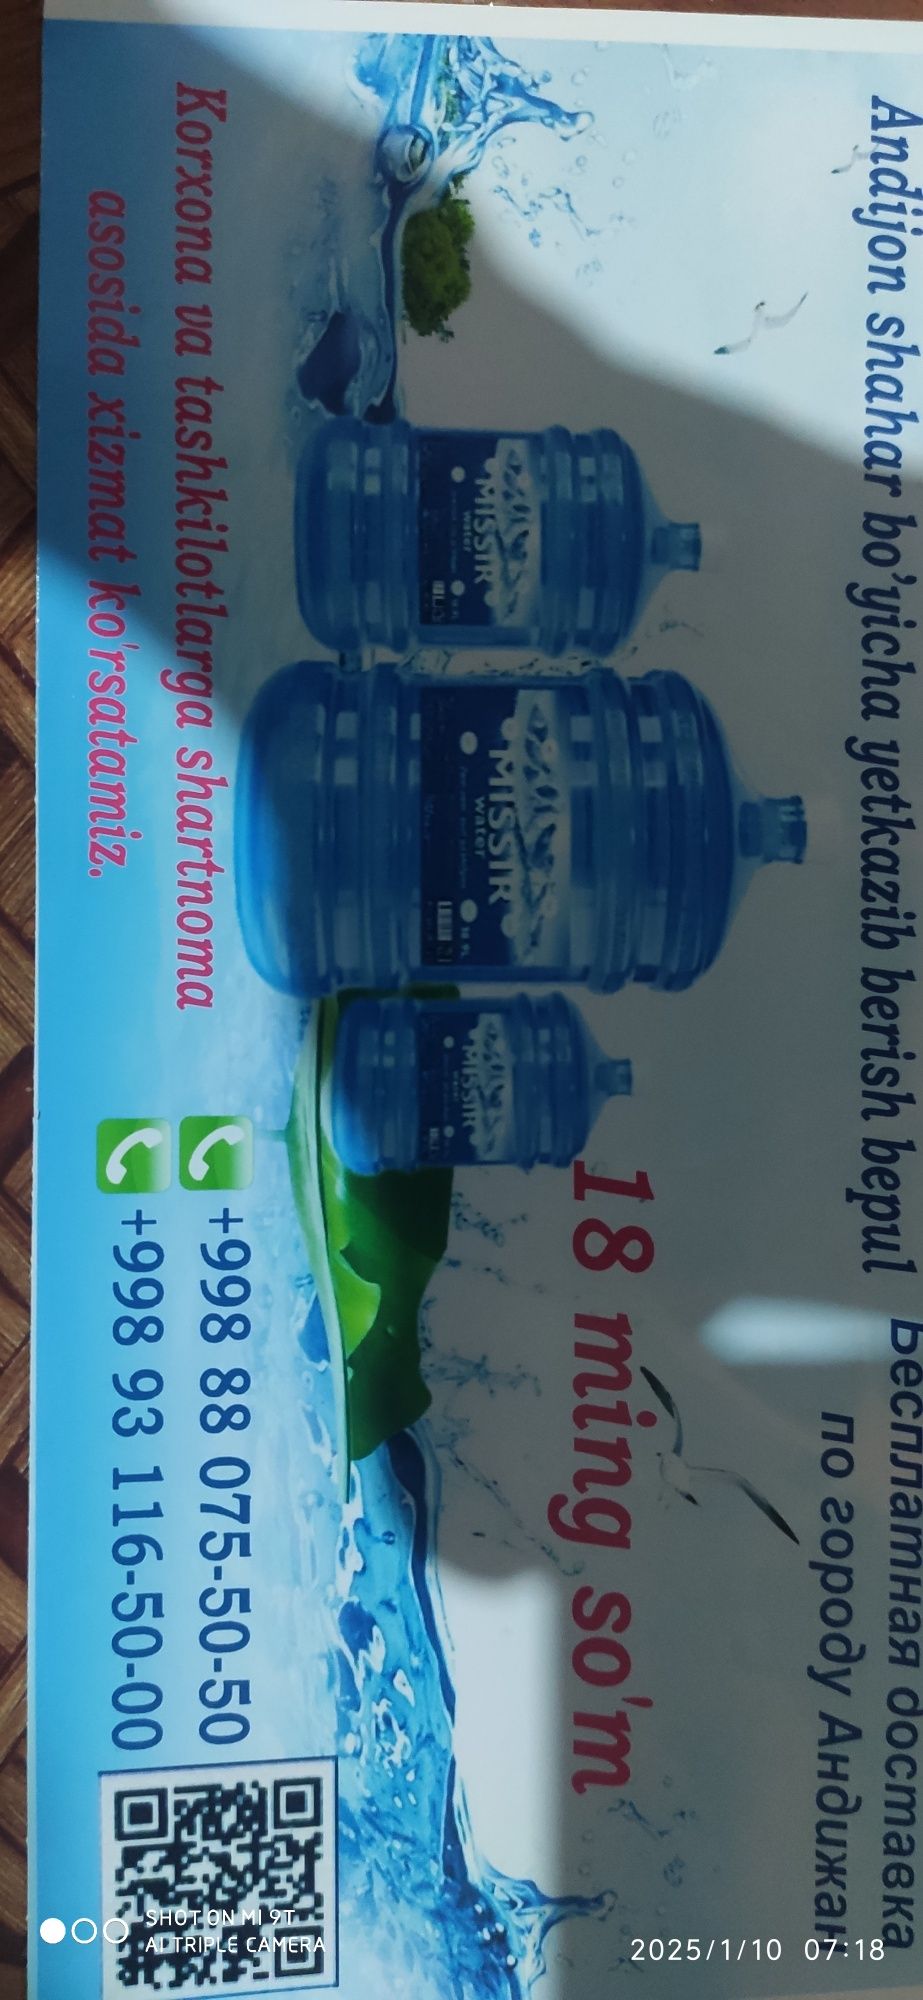 Andijon shahar bo'yicha yetkazib berish bepul
Бесплатная доставка
по городу Андижан
18 ming so'm
MISSIR
water
MISSIR
water
18.9L
MISSIR
water
Korxona va tashkilotlarga shartnoma
asosida xizmat ko'rsatamiz.
+998 88 075-50-50
+998 93 116-50-00
SHOT ON MI 9T
AI TRIPLE CAMERA
2025/1/10 07:18